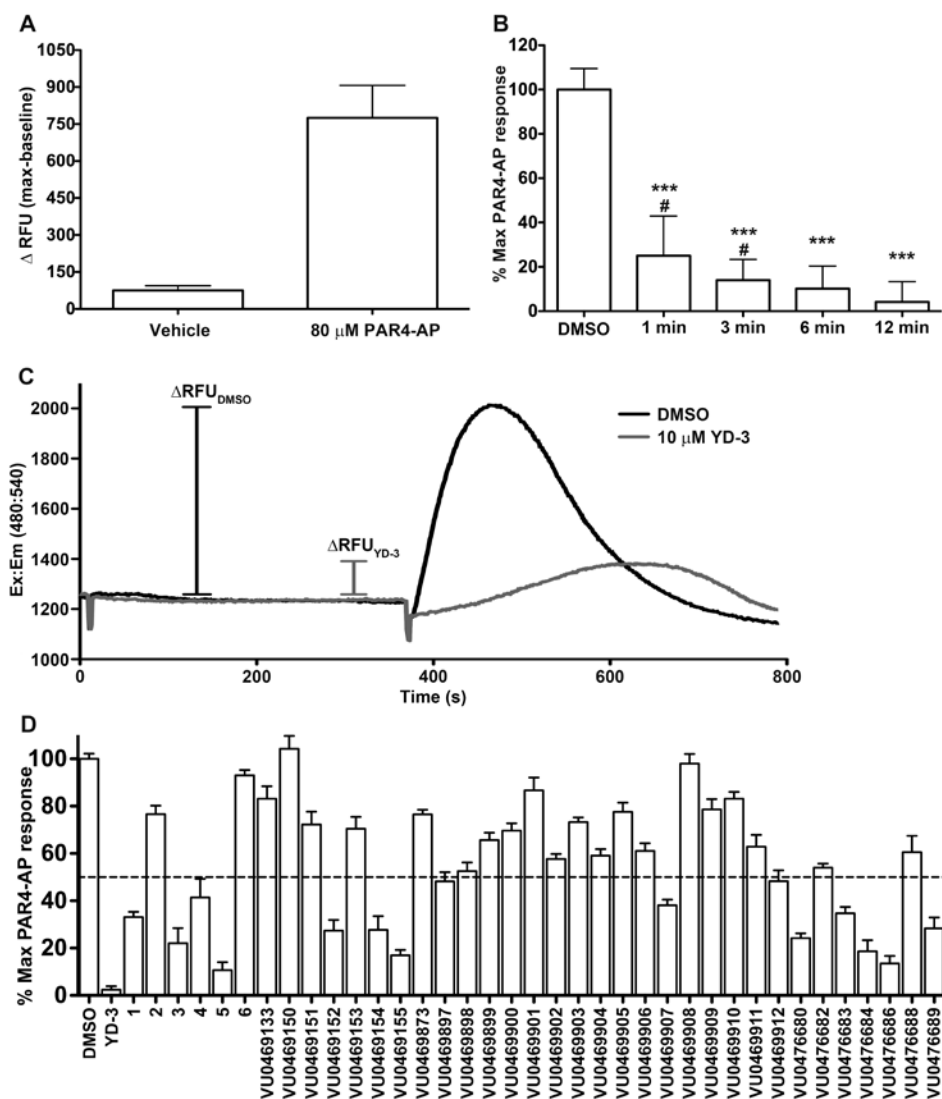 A
1050
900
750
600
450
300
150
0
Δ RFU (max-baseline)
Vehicle
80 μM PAR4-AP
B
120
100
80
60
40
20
0
% Max PAR4-AP response
***
#
***
#
***
***
DMSO
1 min
3 min
6 min
12 min
C
2000
1800
1600
1400
1200
1000
Ex:Em (480:540)
ΔRFU DMSO
ΔRFU YD-3
DMSO
10 μM YD-3
0
200
400
600
800
Time (s)
D
100
80
60
40
20
0
% Max PAR4-AP response
DMSO
YD-3
1
2
3
4
5
6
VU0469133
VU0469150
VU0469151
VU0469152
VU0469153
VU0469154
VU0469155
VU0469873
VU0469897
VU0469898
VU0469899
VU0469900
VU0469901
VU0469902
VU0469903
VU0469904
VU0469905
VU0469906
VU0469907
VU0469908
VU0469909
VU0469910
VU0469911
VU0469912
VU0476680
VU0476682
VU0476683
VU0476684
VU0476686
VU0476688
VU0476689